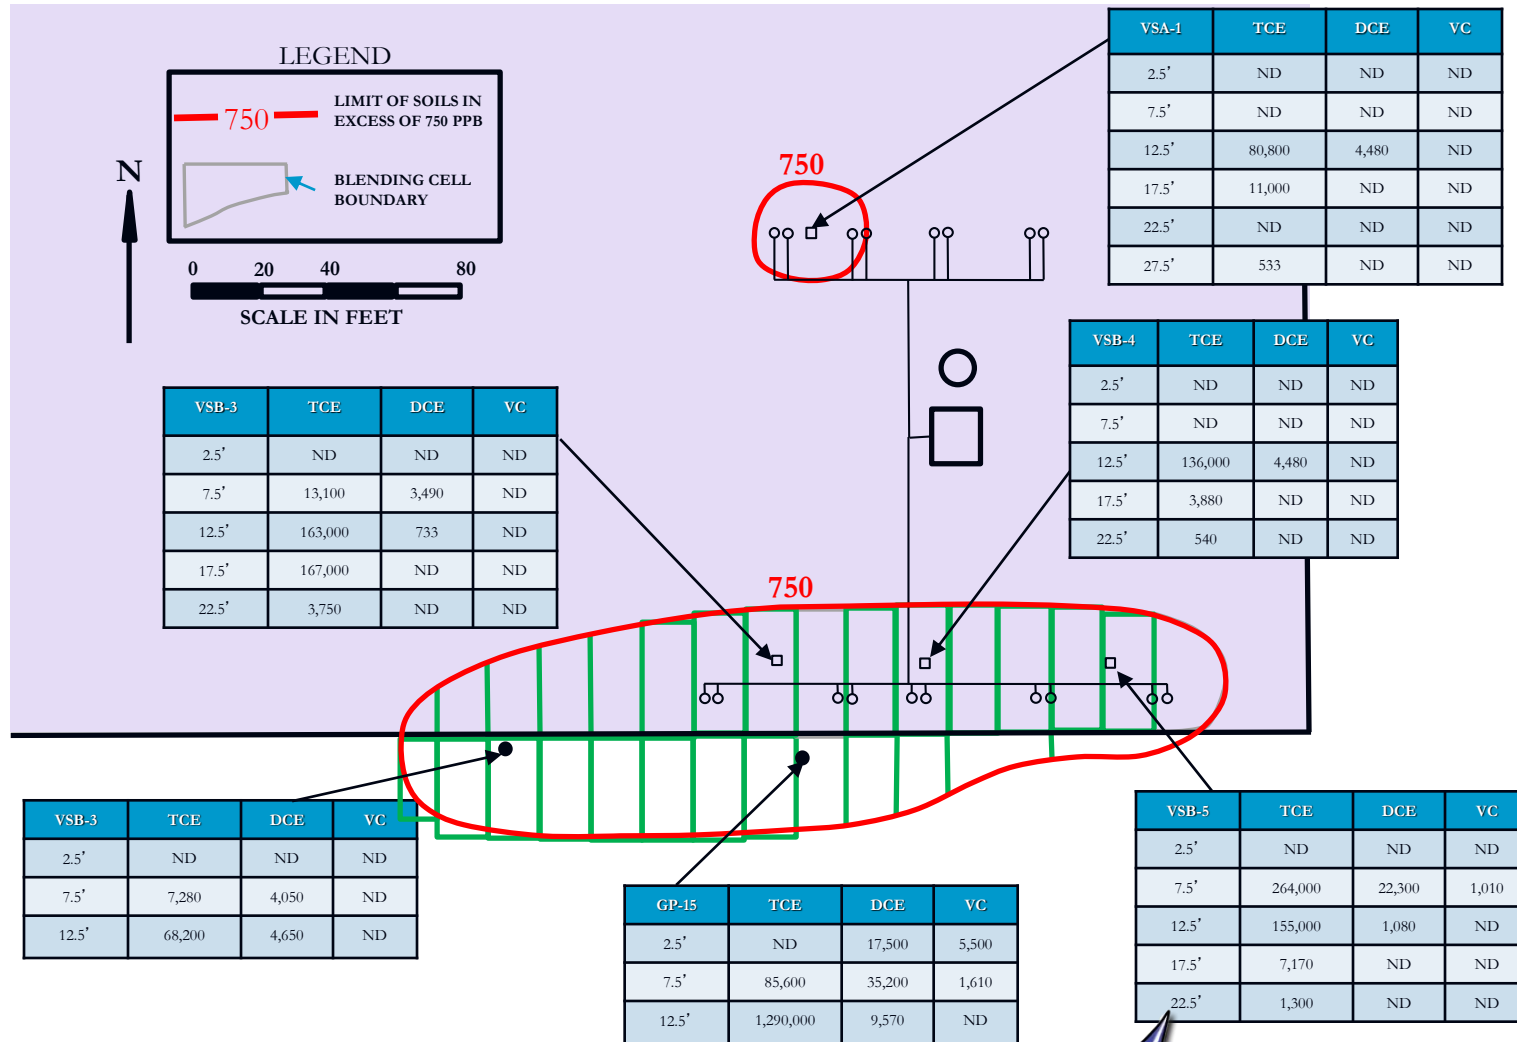 LEGEND
750
LIMIT OF SOILS IN
EXCESS OF 750 PPB
BLENDING CELL
BOUNDARY
N
0 20 40 80
SCALE IN FEET
VSA-1 TCE DCE VC
2.5’ ND ND ND
7.5’ ND ND ND
12.5’ 80,800 4,480 ND
17.5’ 11,000 ND ND
22.5’ ND ND ND
27.5’ 533 ND ND
750
VSB-4 TCE DCE VC
2.5’ ND ND ND
7.5’ ND ND ND
12.5’ 136,000 4,480 ND
17.5’ 3,880 ND ND
22.5’ 540 ND ND
VSB-3 TCE DCE VC
2.5’ ND ND ND
7.5’ 13,100 3,490 ND
12.5’ 163,000 733 ND
17.5’ 167,000 ND ND
22.5’ 3,750 ND ND
750
VSB-3 TCE DCE VC
2.5’ ND ND ND
7.5’ 7,280 4,050 ND
12.5’ 68,200 4,650 ND
GP-15 TCE DCE VC
2.5’ ND 17,500 5,500
7.5’ 85,600 35,200 1,610
12.5’ 1,290,000 9,570 ND
VSB-5 TCE DCE VC
2.5’ ND ND ND
7.5’ 264,000 22,300 1,010
12.5’ 155,000 1,080 ND
17.5’ 7,170 ND ND
22.5’ 1,300 ND ND